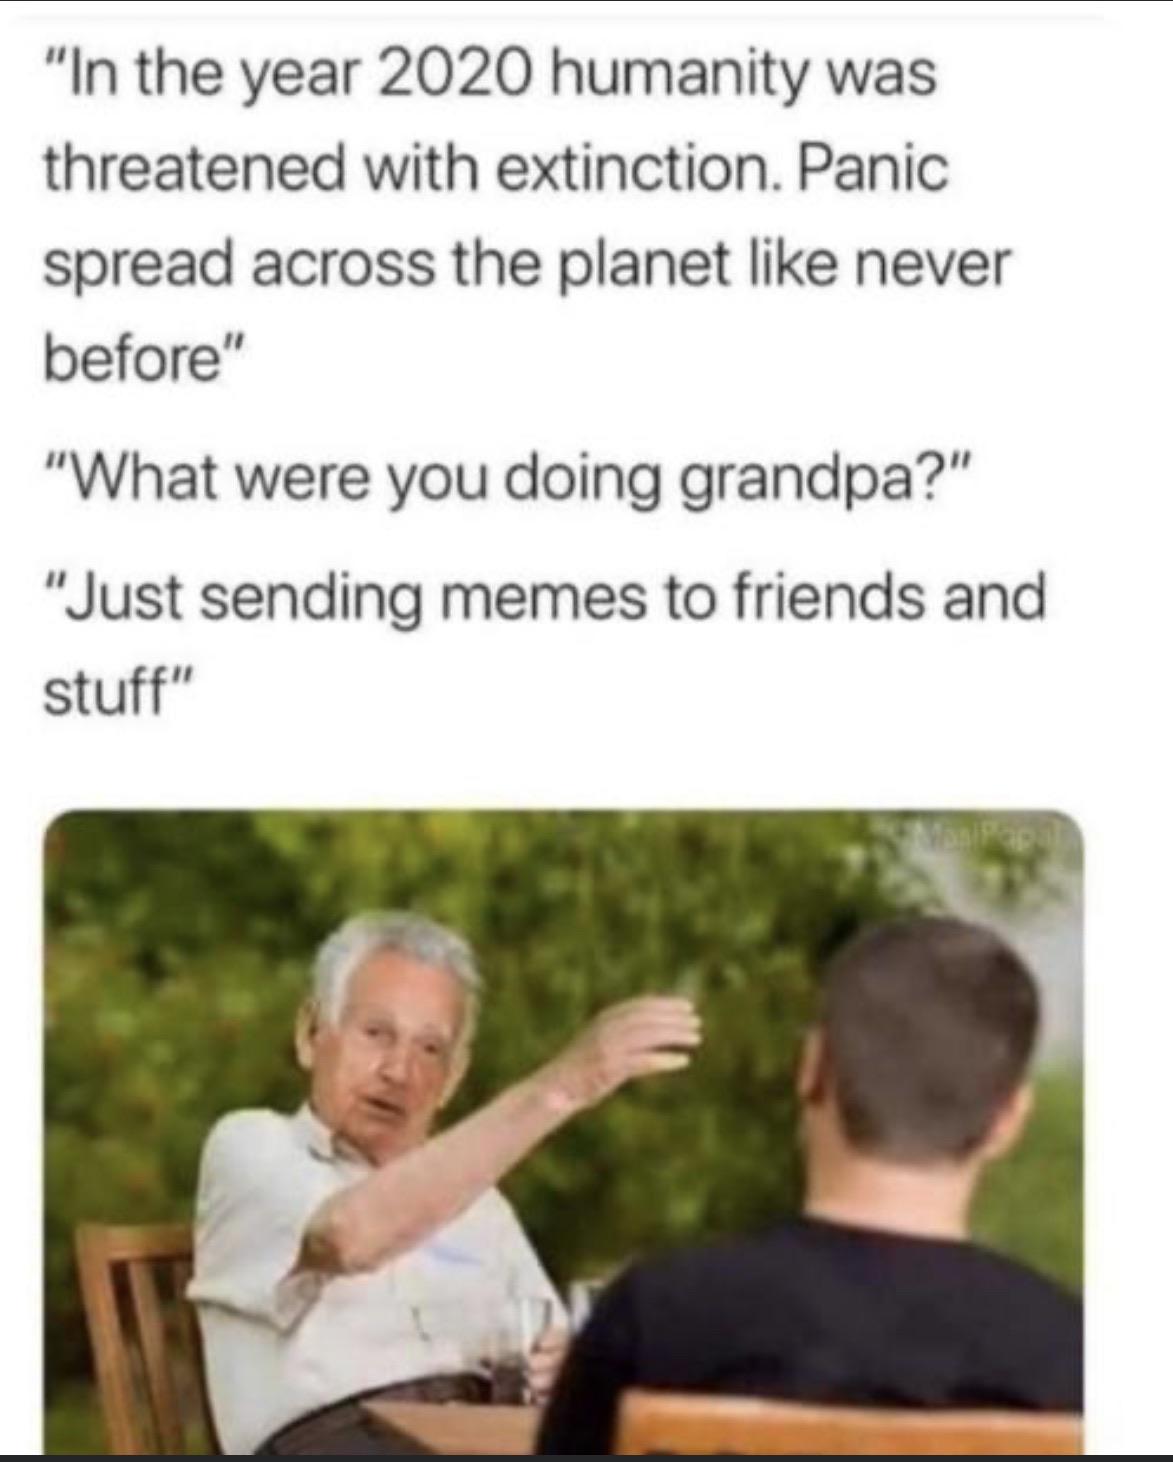 "In the year 2020 humanity was
threatened with extinction. Panic
spread across the planet like never
before"
"What were you doing grandpa?"
"Just sending memes to friends and
stuff"